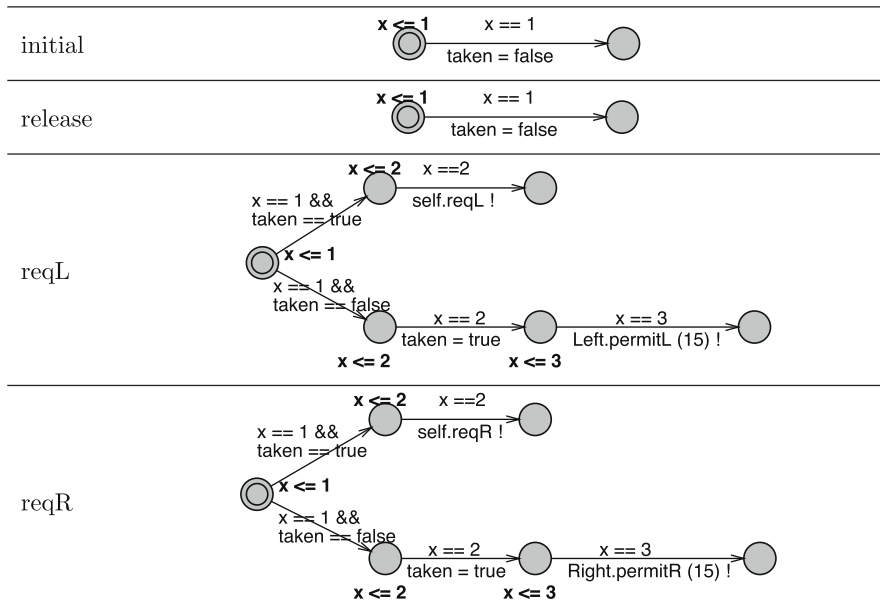 x <= 1
x == 1
initial
taken = false
x <= 1
x == 1
release
taken = false
x <= 2
x ==2
x == 1 &&
self.reqL !
taken == true
x <= 1
reqL
x == 1 &&
taken == false
x == 2
x == 3
taken = true
Left.permitL (15) !
x <= 2
x <= 3
x <= 2
x ==2
x == 1 &&
self.reqR !
taken == true
x <= 1
reqR
x == 1 &&
taken == false
x == 2
x == 3
taken = true
Right.permitR (15) !
x <= 2
x <= 3